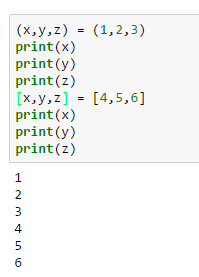 (x,y,z) = (1,2,3)
print(x)
print(y)
print(z)
[x,y,z] = [4,5,6]
print(x)
print(y)
print(z)
1
2
3
4
5
6